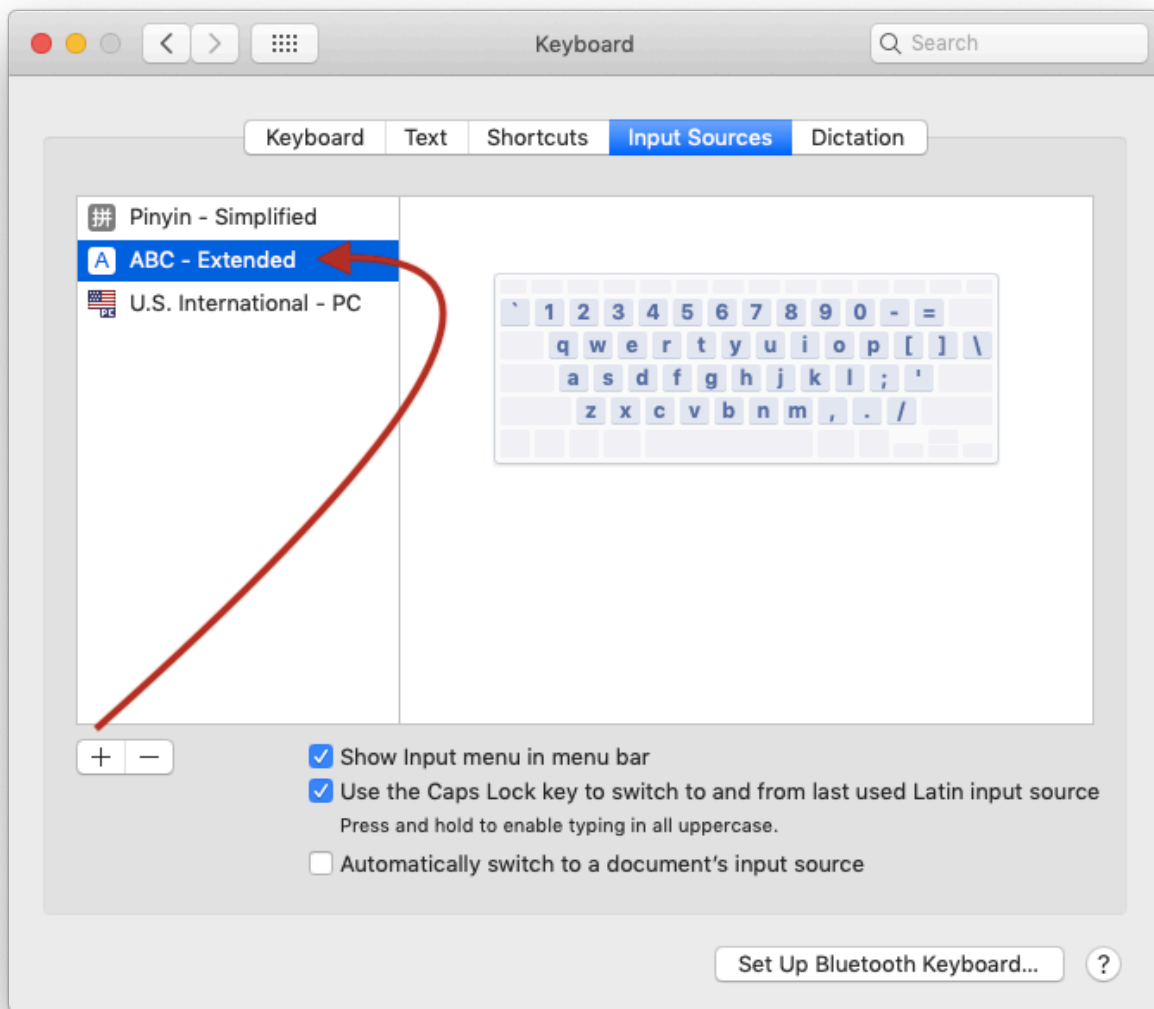 Keyboard
Search
Keyboard Text Shortcuts Input Sources Dictation
拼 Pinyin - Simplified
A ABC - Extended
PC U.S. International - PC
` 1 2 3 4 5 6 7 8 9 0 - =
q w e r t y u i o p [ ] \
a s d f g h j k l ; '
z x c v b n m , . /
+ −
Show Input menu in menu bar
Use the Caps Lock key to switch to and from last used Latin input source
Press and hold to enable typing in all uppercase.
Automatically switch to a document's input source
Set Up Bluetooth Keyboard... ?